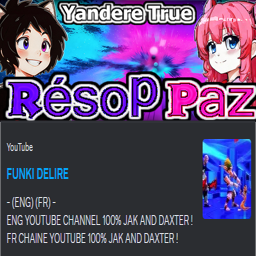 Yandere True
Résop Paz
YouTube
FUNKI DELIRE
- (ENG) (FR) -
ENG YOUTUBE CHANNEL 100% JAK AND DAXTER !
FR CHAINE YOUTUBE 100% JAK AND DAXTER !